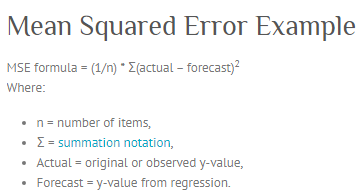 Mean Squared Error Example
MSE formula = (1/n) * Σ(actual – forecast)²
Where:
• n = number of items,
• Σ = summation notation,
• Actual = original or observed y-value,
• Forecast = y-value from regression.